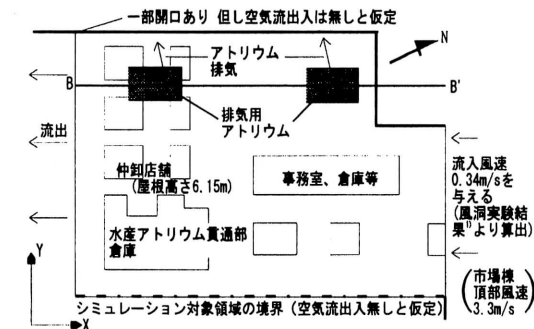 一部開口あり 但し空気流出入は無しと仮定
アトリウム
排気
N
B
B'
排気用
アトリウム
流出
仲卸店舗
(屋根高さ6.15m)
事務室、倉庫等
流入風速
0.34m/sを
与える
(風洞実験結
果¹⁾より算出)
水産アトリウム貫通部
倉庫
Y
X
市場棟
頂部風速
3.3m/s
シミュレーション対象領域の境界 (空気流出入無しと仮定)